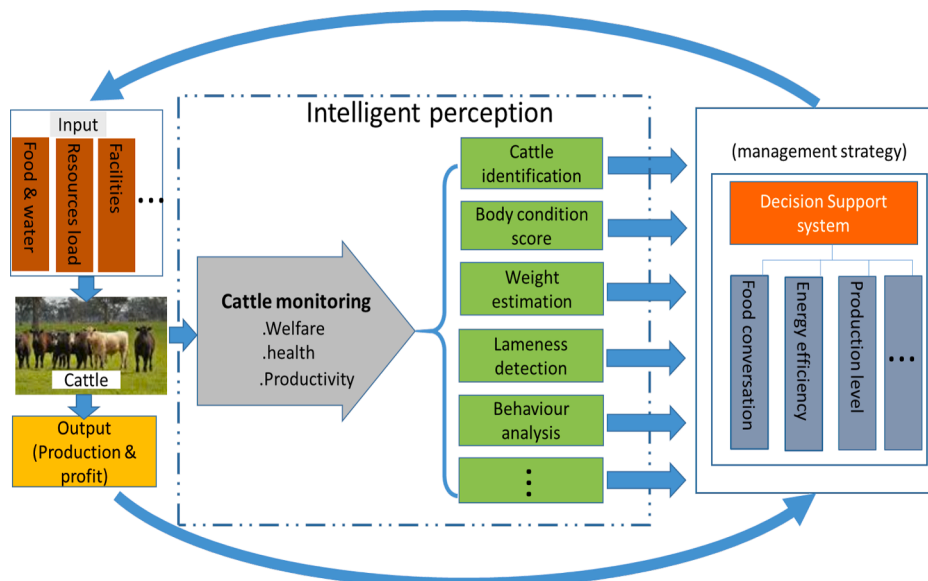 Intelligent perception
Input
Food & water
Resources load
Facilities
...
Cattle
Output
(Production &
profit)
Cattle monitoring
.Welfare
.health
.Productivity
Cattle
identification
Body condition
score
Weight
estimation
Lameness
detection
Behaviour
analysis
...
(management strategy)
Decision Support
system
Food conversation
Energy efficiency
Production level
...